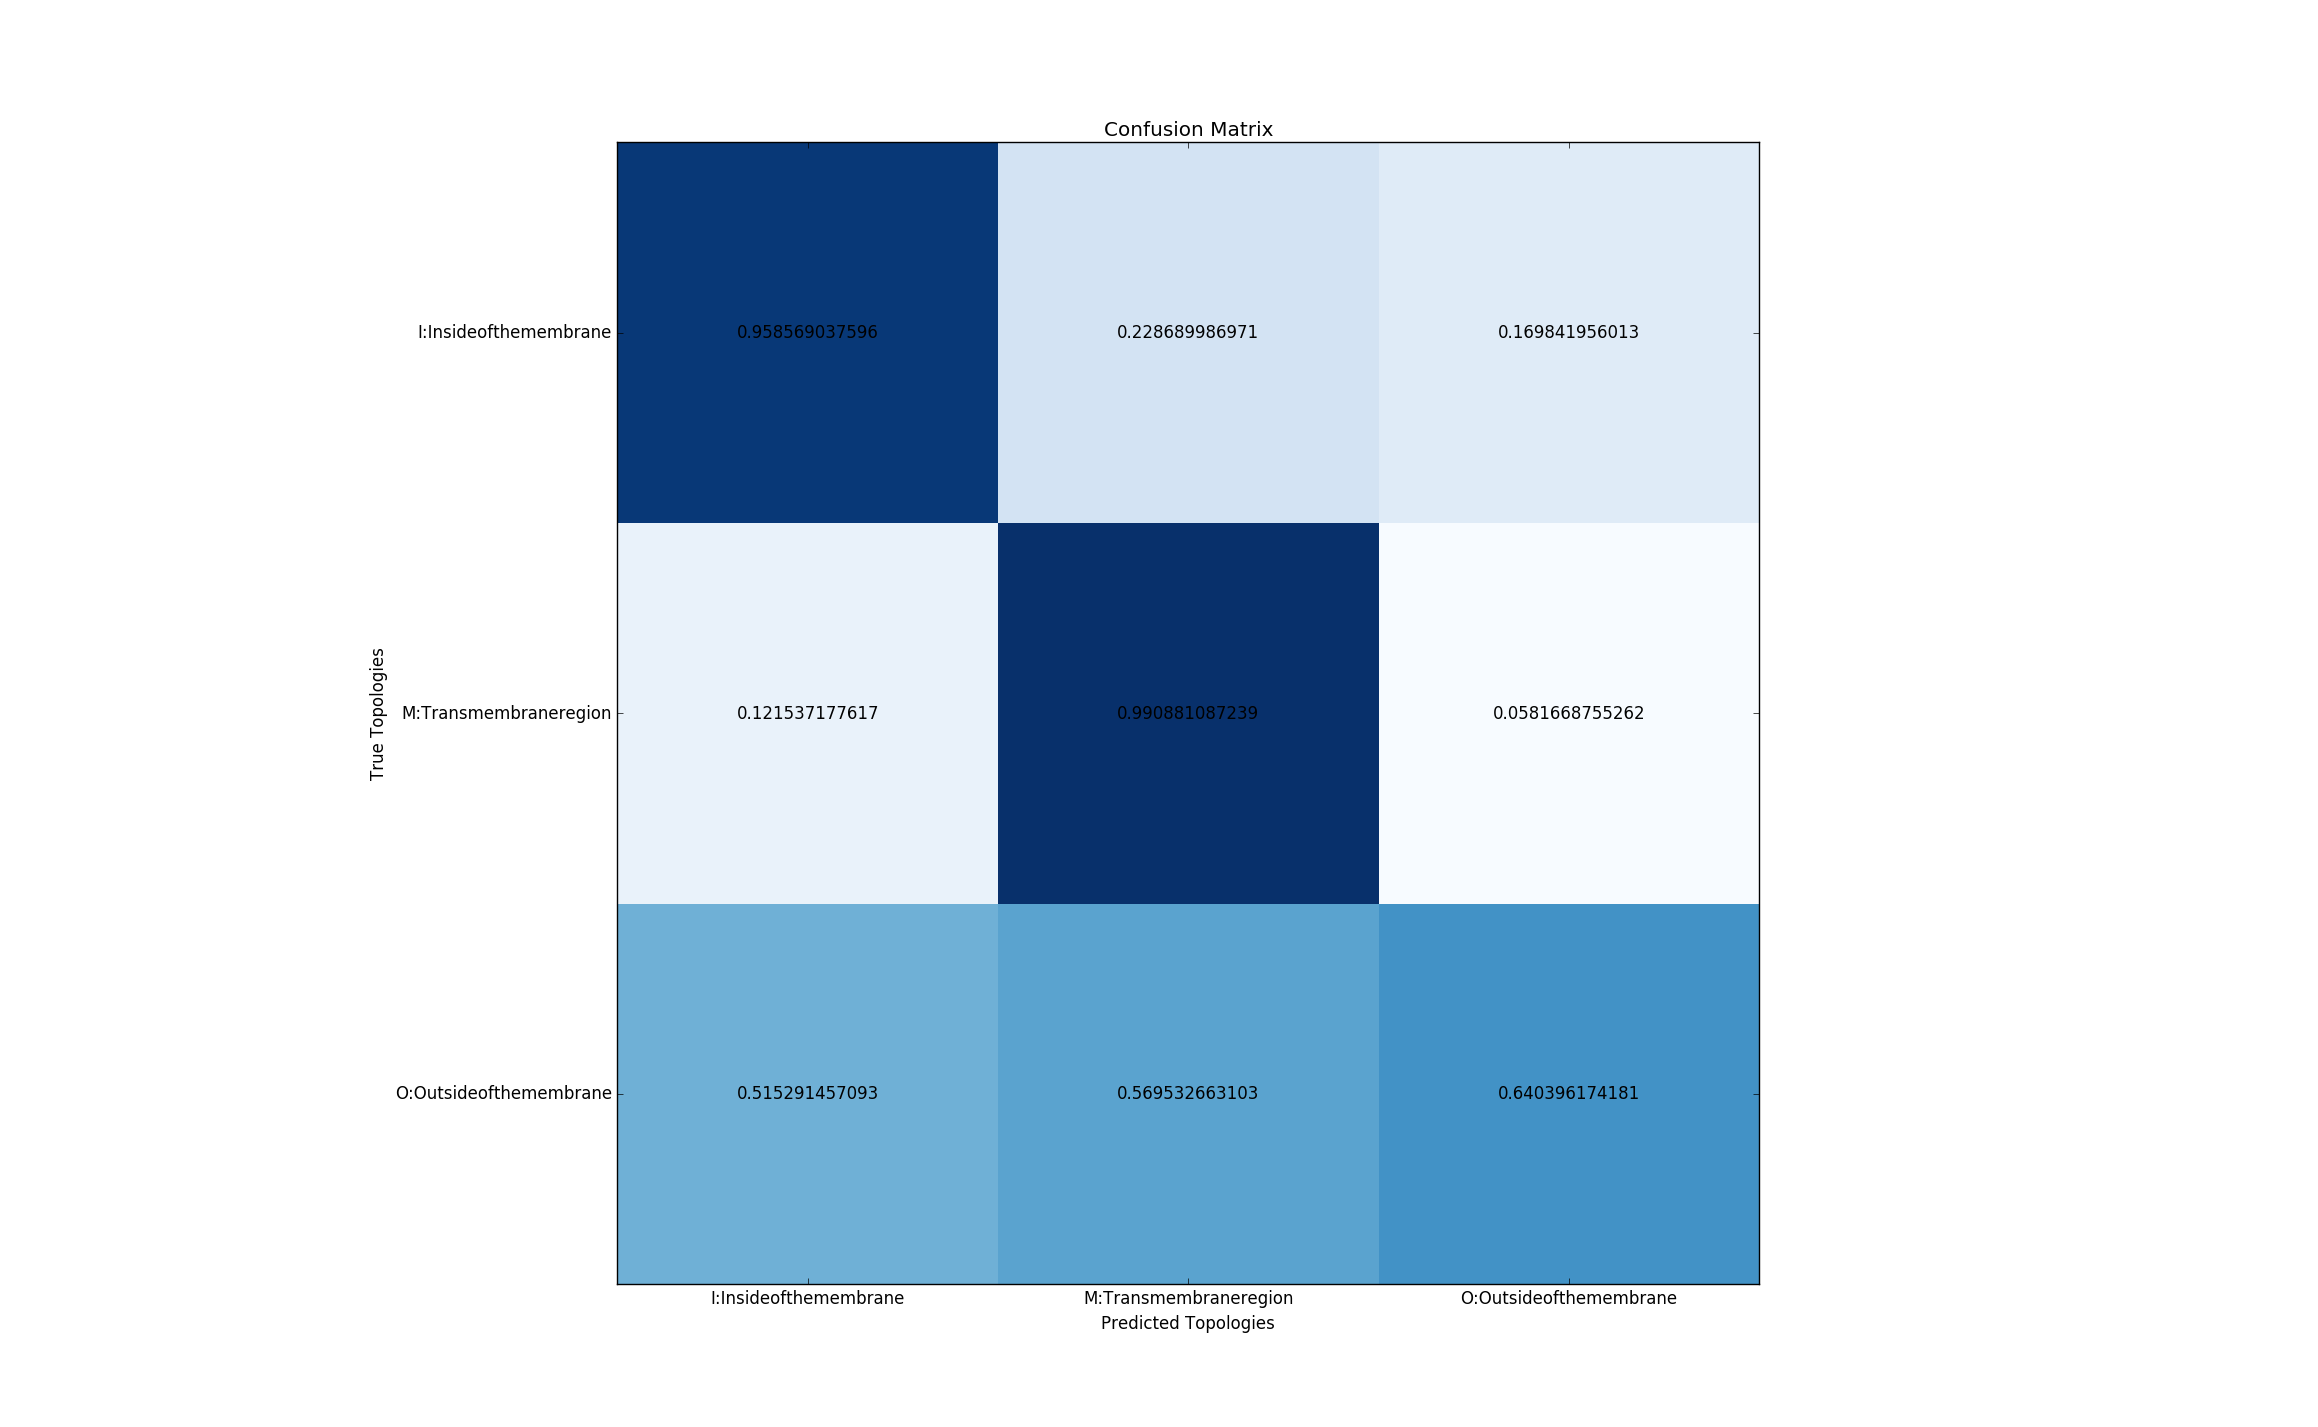 Confusion Matrix
I:Insideofthemembrane
0.958569037596
0.228689986971
0.169841956013
True Topologies
M:Transmembraneregion
0.121537177617
0.990881087239
0.0581668755262
O:Outsideofthemembrane
0.515291457093
0.569532663103
0.640396174181
I:Insideofthemembrane
M:Transmembraneregion
O:Outsideofthemembrane
Predicted Topologies